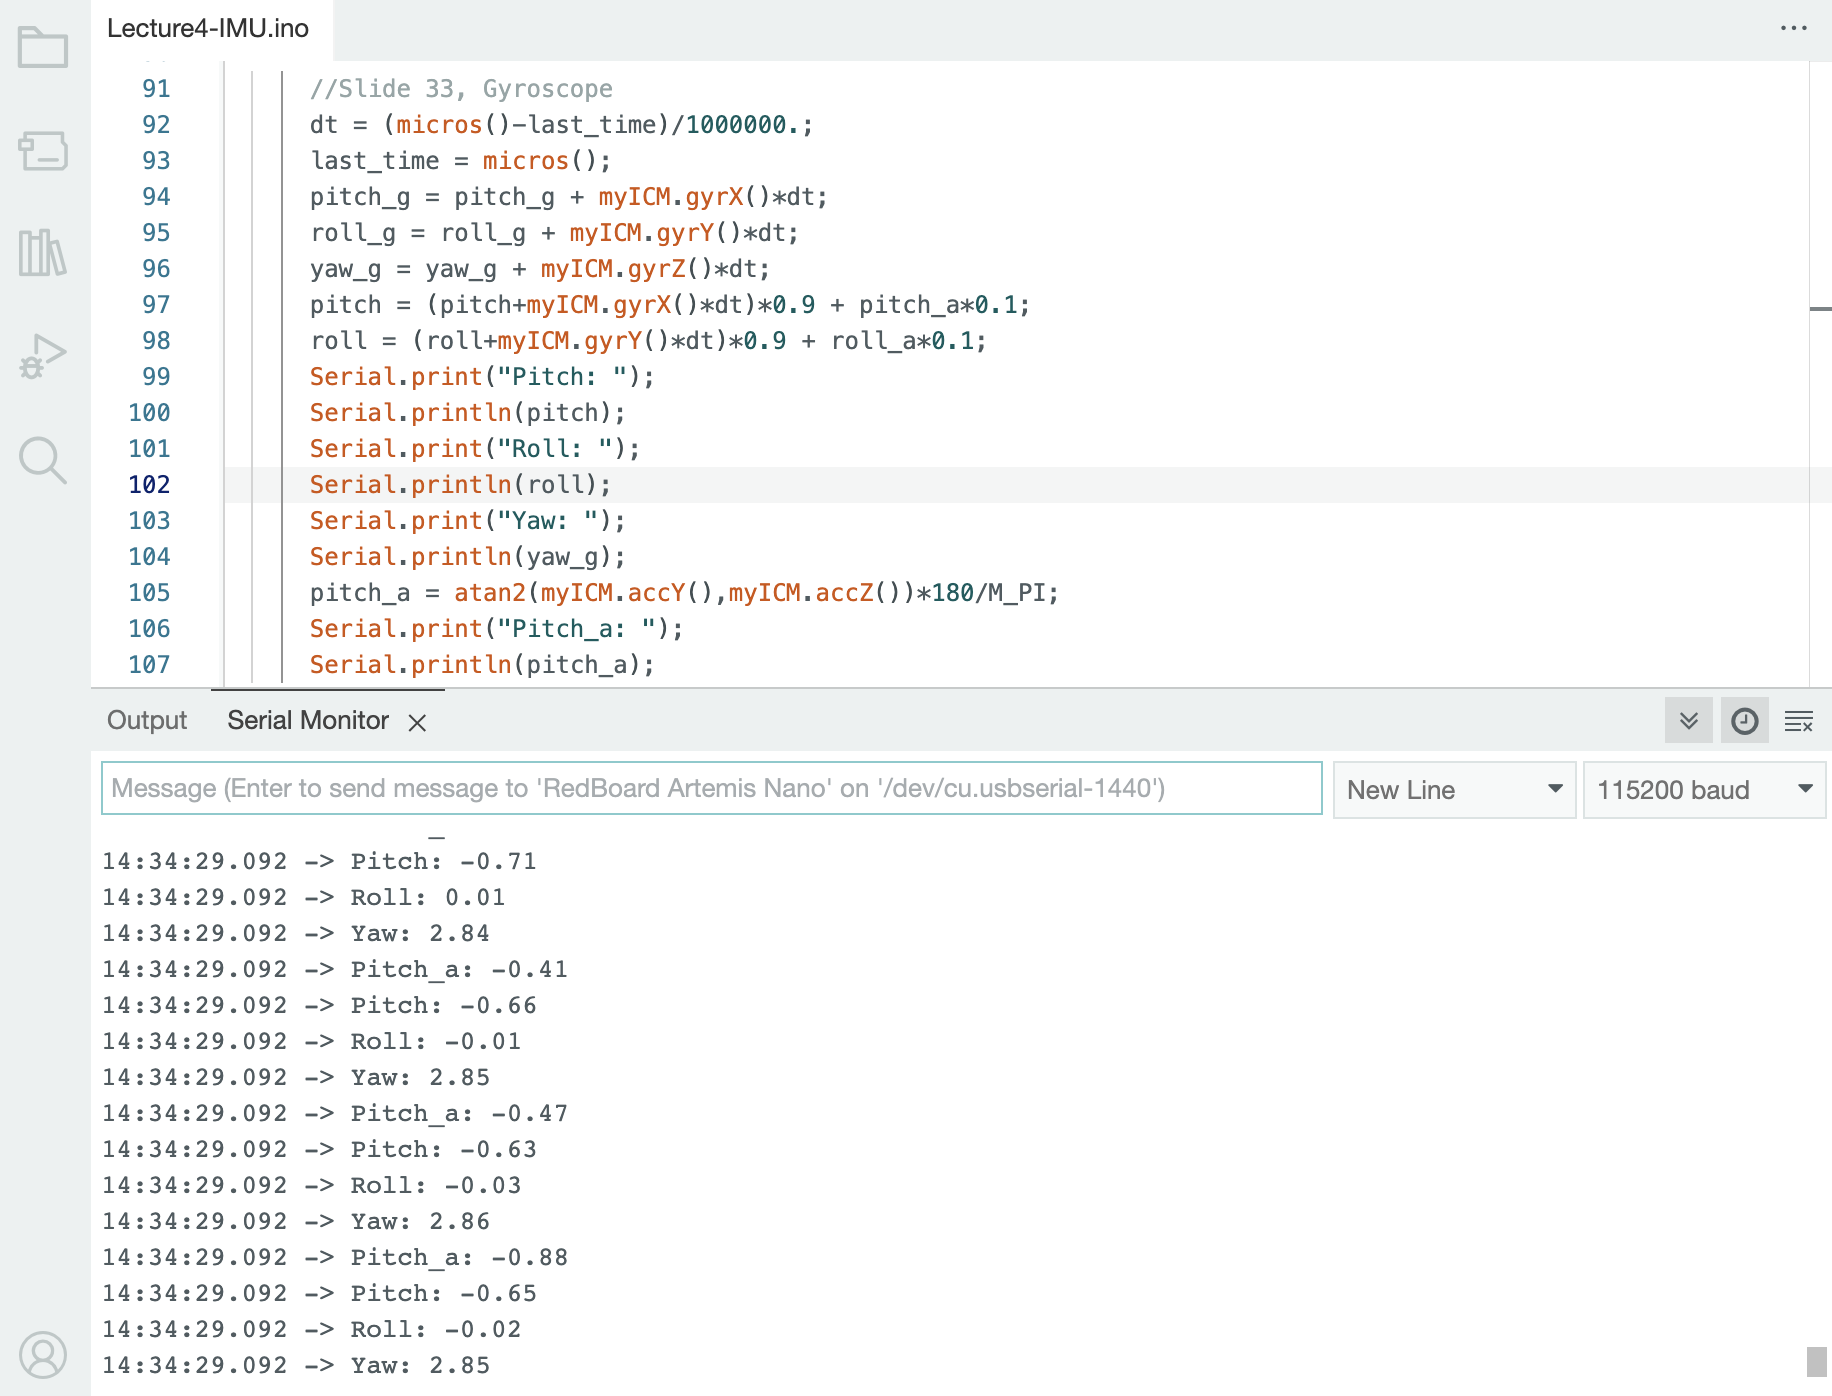 Lecture4-IMU.ino
91 //Slide 33, Gyroscope
92 dt = (micros()-last_time)/1000000.;
93 last_time = micros();
94 pitch_g = pitch_g + myICM.gyrX()*dt;
95 roll_g = roll_g + myICM.gyrY()*dt;
96 yaw_g = yaw_g + myICM.gyrZ()*dt;
97 pitch = (pitch+myICM.gyrX()*dt)*0.9 + pitch_a*0.1;
98 roll = (roll+myICM.gyrY()*dt)*0.9 + roll_a*0.1;
99 Serial.print("Pitch: ");
100 Serial.println(pitch);
101 Serial.print("Roll: ");
102 Serial.println(roll);
103 Serial.print("Yaw: ");
104 Serial.println(yaw_g);
105 pitch_a = atan2(myICM.accY(),myICM.accZ())*180/M_PI;
106 Serial.print("Pitch_a: ");
107 Serial.println(pitch_a);
Output Serial Monitor
Message (Enter to send message to 'RedBoard Artemis Nano' on '/dev/cu.usbserial-1440') New Line 115200 baud
14:34:29.092 -> Pitch: -0.71
14:34:29.092 -> Roll: 0.01
14:34:29.092 -> Yaw: 2.84
14:34:29.092 -> Pitch_a: -0.41
14:34:29.092 -> Pitch: -0.66
14:34:29.092 -> Roll: -0.01
14:34:29.092 -> Yaw: 2.85
14:34:29.092 -> Pitch_a: -0.47
14:34:29.092 -> Pitch: -0.63
14:34:29.092 -> Roll: -0.03
14:34:29.092 -> Yaw: 2.86
14:34:29.092 -> Pitch_a: -0.88
14:34:29.092 -> Pitch: -0.65
14:34:29.092 -> Roll: -0.02
14:34:29.092 -> Yaw: 2.85